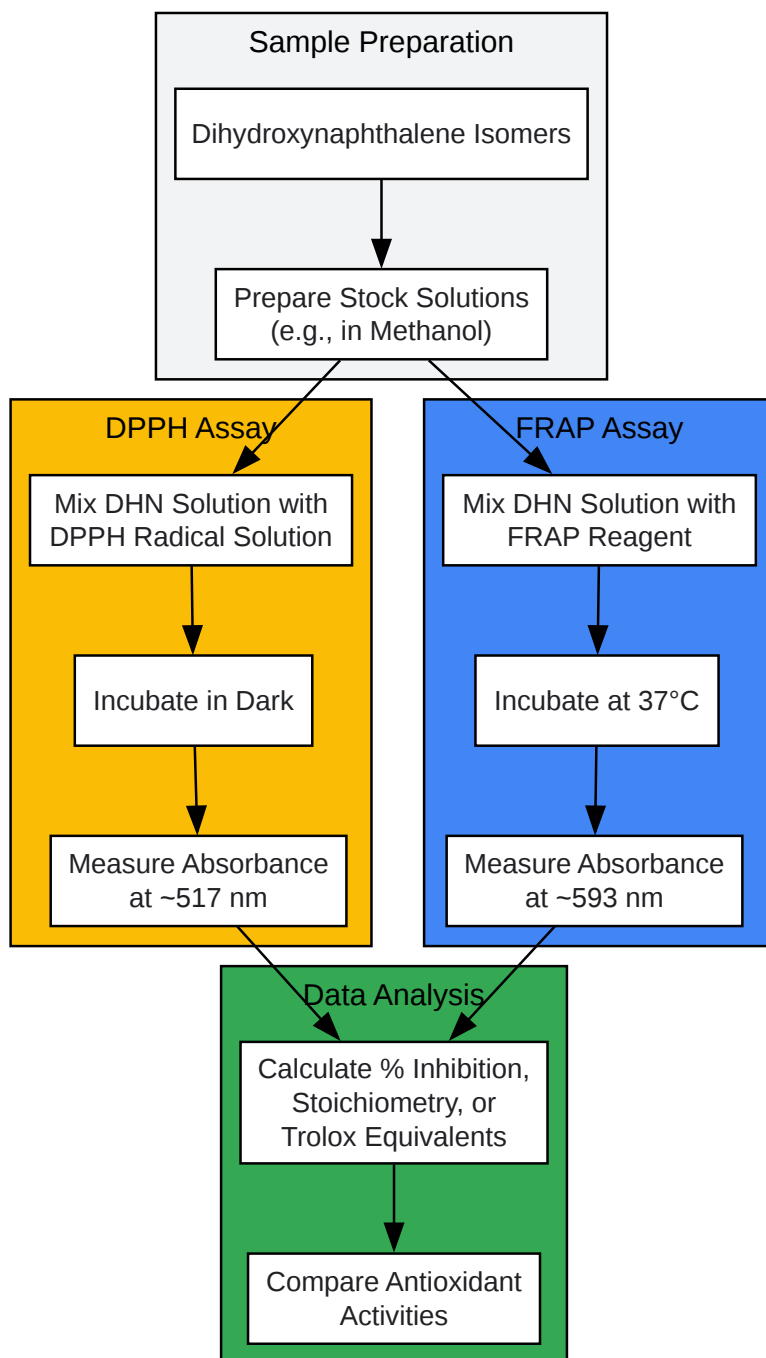 Sample Preparation
Dihydroxynaphthalene Isomers
Prepare Stock Solutions
(e.g., in Methanol)
DPPH Assay
Mix DHN Solution with
DPPH Radical Solution
Incubate in Dark
Measure Absorbance
at ~517 nm
FRAP Assay
Mix DHN Solution with
FRAP Reagent
Incubate at 37°C
Measure Absorbance
at ~593 nm
Data Analysis
Calculate % Inhibition,
Stoichiometry, or
Trolox Equivalents
Compare Antioxidant
Activities